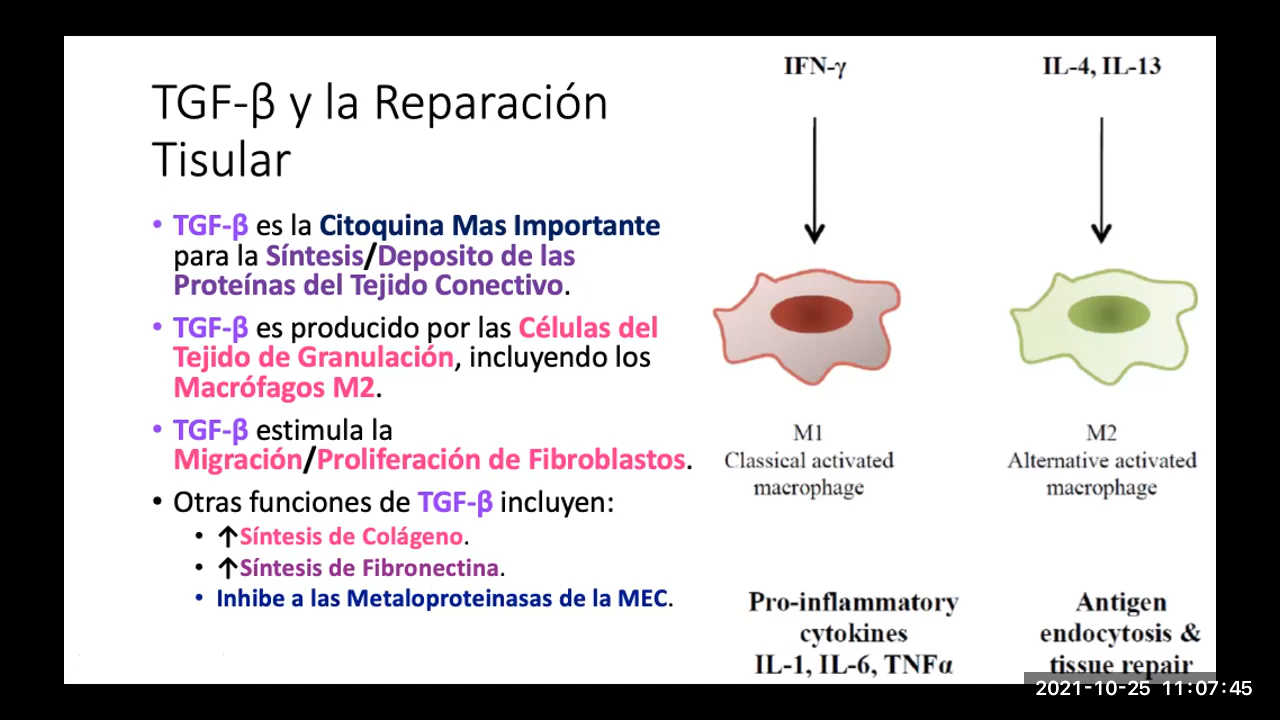 TGF-β y la Reparación
Tisular
• TGF-β es la Citoquina Mas Importante
para la Síntesis/Deposito de las
Proteínas del Tejido Conectivo.
• TGF-β es producido por las Células del
Tejido de Granulación, incluyendo los
Macrófagos M2.
• TGF-β estimula la
Migración/Proliferación de Fibroblastos.
• Otras funciones de TGF-β incluyen:
• ↑Síntesis de Colágeno.
• ↑Síntesis de Fibronectina.
• Inhibe a las Metaloproteinasas de la MEC.
IFN-γ
M1
Classical activated
macrophage
Pro-inflammatory
cytokines
IL-1, IL-6, TNFα
IL-4, IL-13
M2
Alternative activated
macrophage
Antigen
endocytosis &
tissue repair
2021-10-25 11:07:45